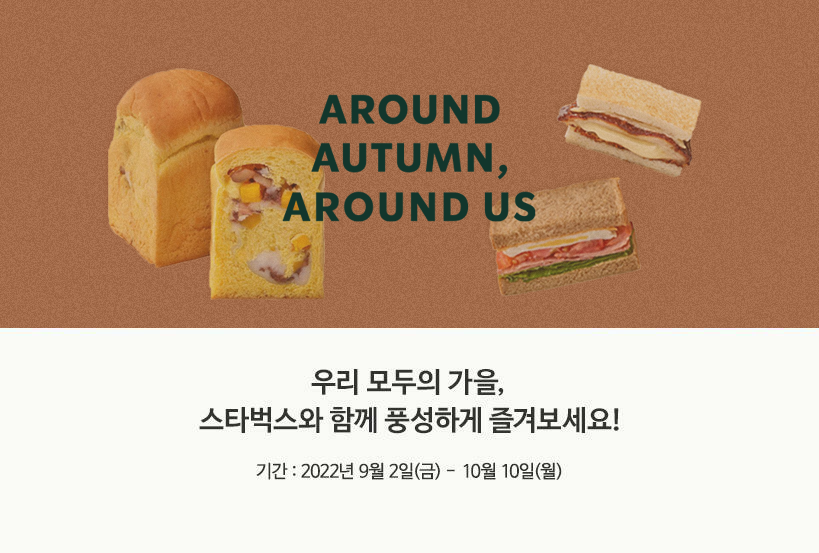 AROUND
AUTUMN,
AROUND US
우리 모두의 가을,
스타벅스와 함께 풍성하게 즐겨보세요!
기간 : 2022년 9월 2일(금) - 10월 10일(월)